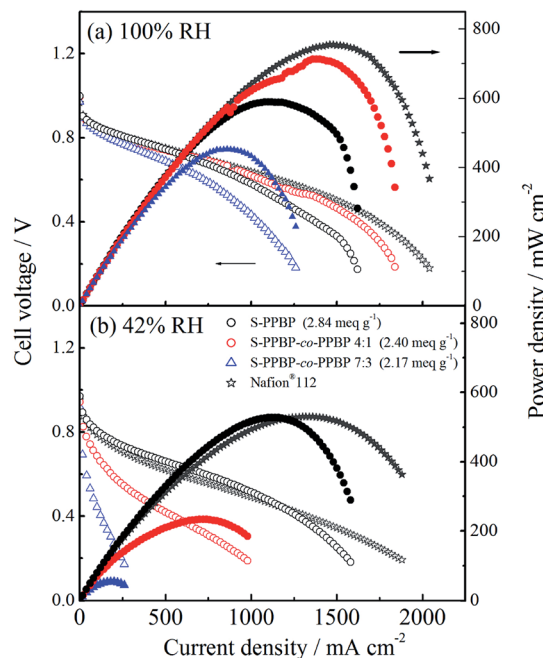 (a) 100% RH
1.2
0.8
0.4
0.0
800
600
400
200
0
Cell voltage / V
Power density / mW cm-2
(b) 42% RH
S-PPBP (2.84 meq g-1)
S-PPBP-co-PPBP 4:1 (2.40 meq g-1)
S-PPBP-co-PPBP 7:3 (2.17 meq g-1)
Nafion®112
1.2
0.8
0.4
0.0
800
600
400
200
0
0 500 1000 1500 2000
Current density / mA cm-2